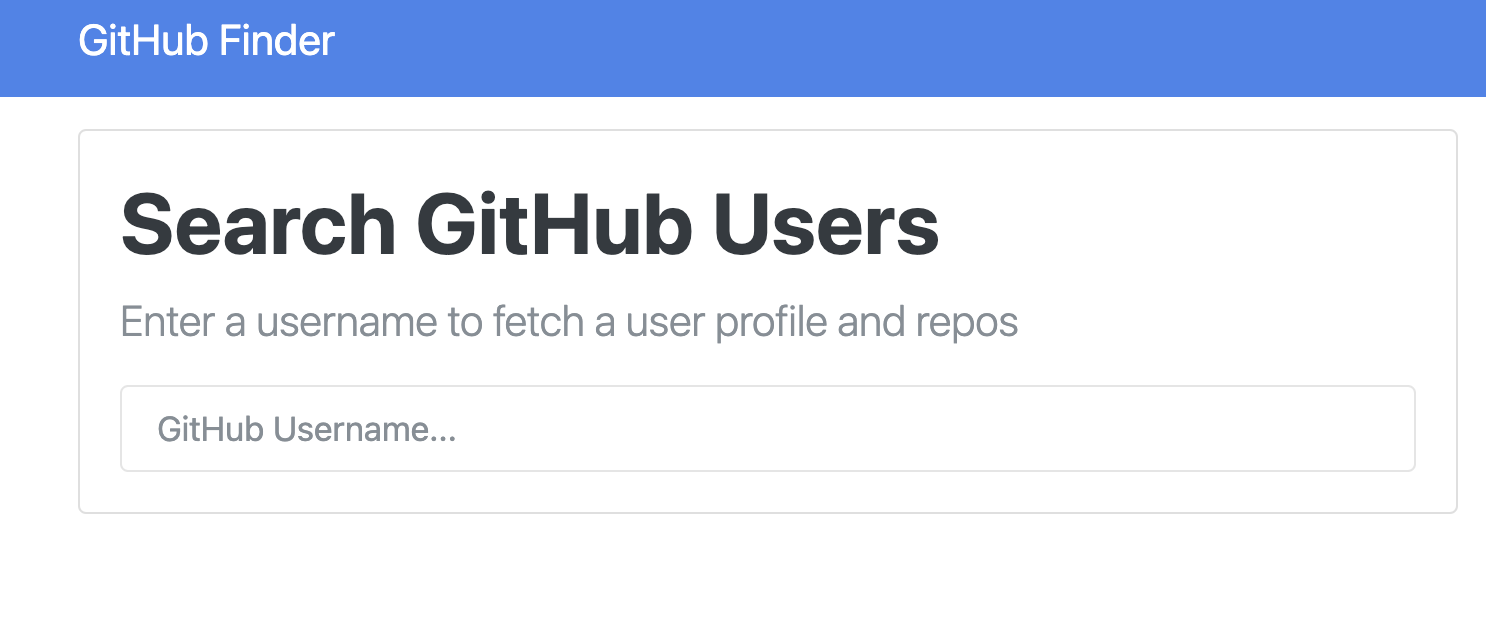 GitHub Finder
Search GitHub Users
Enter a username to fetch a user profile and repos
GitHub Username...